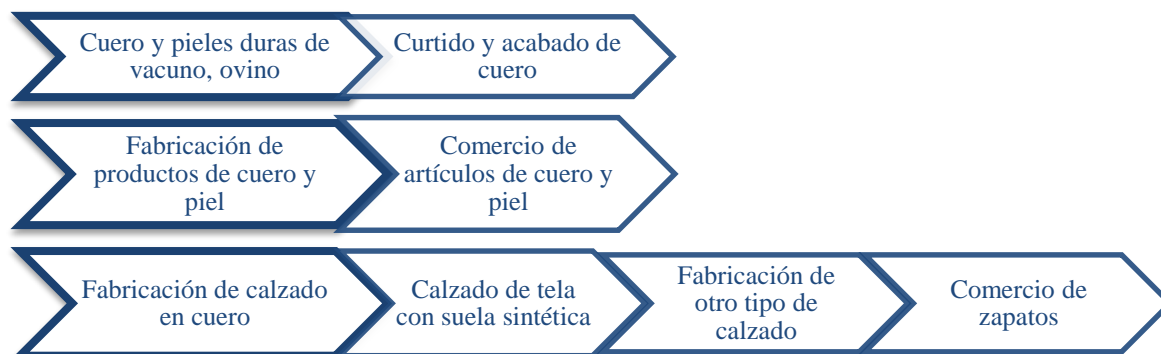 Cuero y pieles duras de
vacuno, ovino
Curtido y acabado de
cuero
Fabricación de
productos de cuero y
piel
Comercio de
artículos de cuero y
piel
Fabricación de calzado
en cuero
Calzado de tela
con suela sintética
Fabricación de
otro tipo de
calzado
Comercio de
zapatos